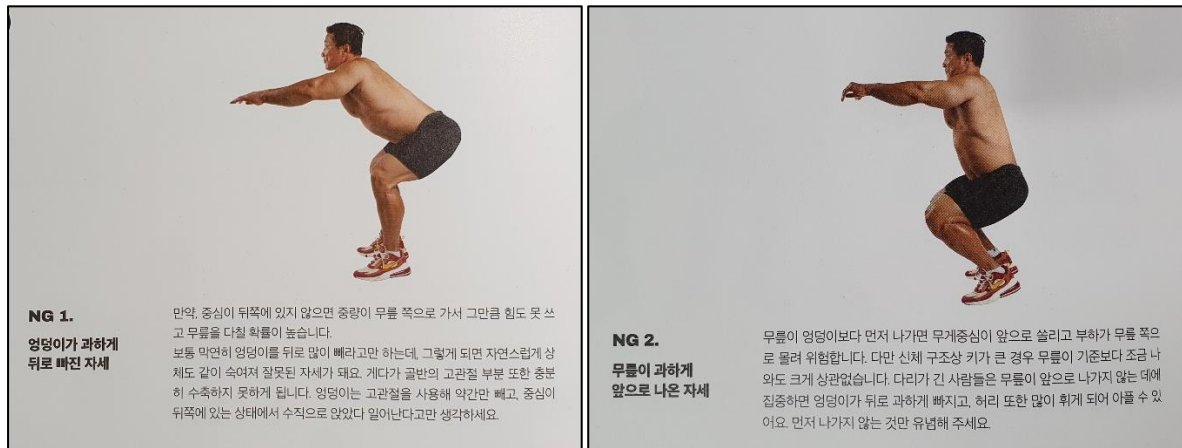 NG 1.
엉덩이가 과하게
뒤로 빠진 자세
만약, 중심이 뒤쪽에 있지 않으면 중량이 무릎 쪽으로 가서 그만큼 힘도 못 쓰
고 무릎을 다칠 확률이 높습니다.
보통 막연히 엉덩이를 뒤로 많이 빼라고만 하는데, 그렇게 되면 자연스럽게 상
체도 같이 숙여져 잘못된 자세가 돼요. 게다가 골반의 고관절 부분 또한 충분
히 수축하지 못하게 됩니다. 엉덩이는 고관절을 사용해 약간만 빼고, 중심이
뒤쪽에 있는 상태에서 수직으로 앉았다 일어난다고만 생각하세요.
NG 2.
무릎이 과하게
앞으로 나온 자세
무릎이 엉덩이보다 먼저 나가면 무게중심이 앞으로 쏠리고 부하가 무릎 쪽으
로 몰려 위험합니다. 다만 신체 구조상 키가 큰 경우 무릎이 기준보다 조금 나
와도 크게 상관없습니다. 다리가 긴 사람들은 무릎이 앞으로 나가지 않는 데에
집중하면 엉덩이가 뒤로 과하게 빠지고, 허리 또한 많이 휘게 되어 아플 수 있
어요. 먼저 나가지 않는 것만 유념해 주세요.